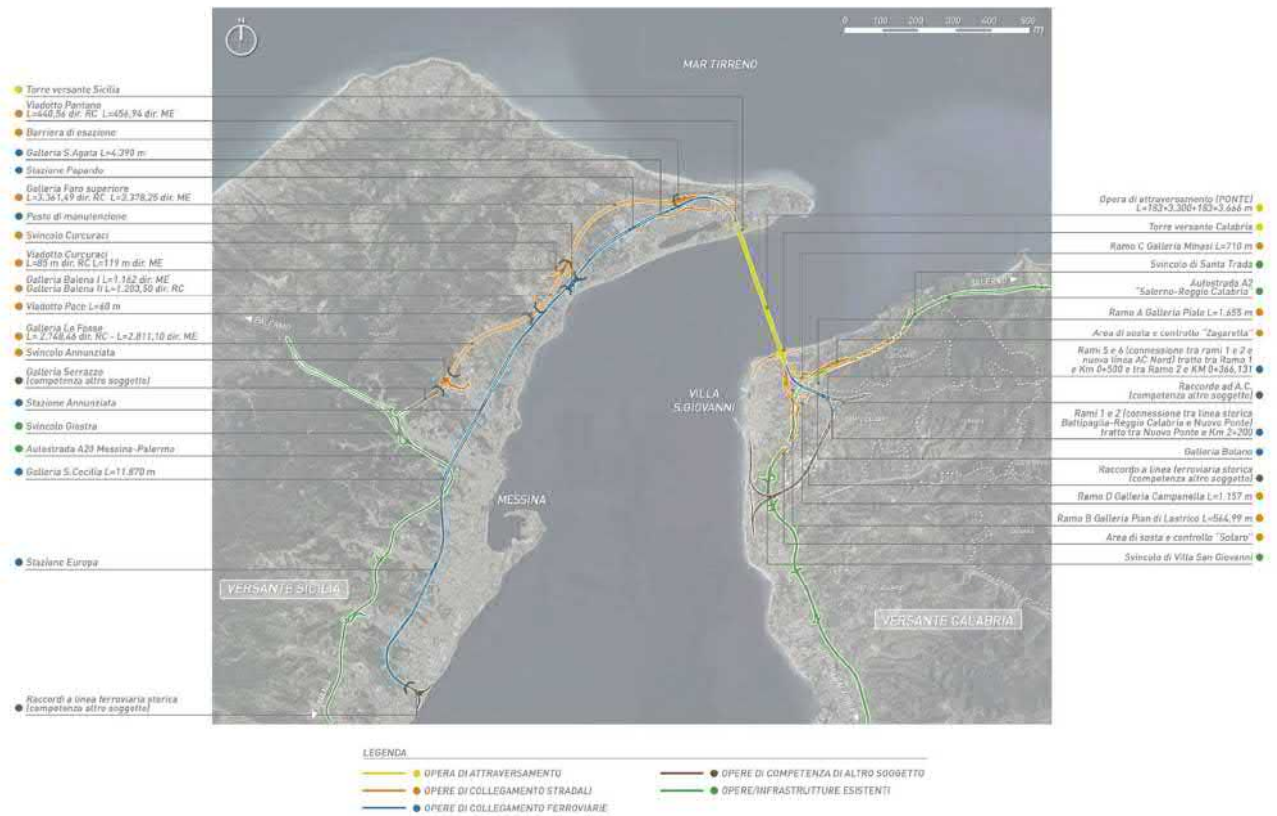 N
0 100 200 300 400 500
m
MAR TIRRENO
Torre versante Sicilia
Viadotto Pantano
L=440,56 dir. RC L=456,94 dir. ME
Barriera di esazione
Galleria S.Agata L=4.390 m
Stazione Papardo
Galleria Faro superiore
L=3.361,49 dir. RC L=3.378,25 dir. ME
Posto di manutenzione
Svincolo Curcuraci
Viadotto Curcuraci
L=85 m dir. RC L=119 m dir. ME
Galleria Balena I L=1.162 dir. ME
Galleria Balena II L=1.203,50 dir. RC
Viadotto Pace L=60 m
Galleria Le Fosse
L= 2.748,46 dir. RC - L=2.811,10 dir. ME
Svincolo Annunziata
Galleria Serrazzo
(competenza altro soggetto)
Stazione Annunziata
Svincolo Giostra
Autostrada A20 Messina-Palermo
Galleria S.Cecilia L=11.870 m
Stazione Europa
Raccordi a linea ferroviaria storica
(competenza altro soggetto)
VILLA
S.GIOVANNI
MESSINA
VERSANTE SICILIA
VERSANTE CALABRIA
Opera di attraversamento (PONTE)
L=183+3.300+183=3.666 m
Torre versante Calabria
Ramo C Galleria Minasi L=710 m
Svincolo di Santa Trada
Autostrada A2
"Salerno-Reggio Calabria"
Ramo A Galleria Piale L=1.655 m
Area di sosta e controllo "Zagarella"
Rami 5 e 6 (connessione tra rami 1 e 2 e
nuova linea AC Nord) tratto tra Ramo 1
e Km 0+500 e tra Ramo 2 e KM 0+366,131
Raccordo ad A.C.
(competenza altro soggetto)
Rami 1 e 2 (connessione tra linea storica
Battipaglia-Reggio Calabria e Nuovo Ponte)
tratto tra Nuovo Ponte e Km 2+200
Galleria Bolano
Raccordi a linea ferroviaria storica
(competenza altro soggetto)
Ramo D Galleria Campanella L=1.157 m
Ramo B Galleria Pian di Lastrico L=564,99 m
Area di sosta e controllo "Solaro"
Svincolo di Villa San Giovanni
LEGENDA
OPERA DI ATTRAVERSAMENTO
OPERE DI COLLEGAMENTO STRADALI
OPERE DI COLLEGAMENTO FERROVIARIE
OPERE DI COMPETENZA DI ALTRO SOGGETTO
OPERE/INFRASTRUTTURE ESISTENTI